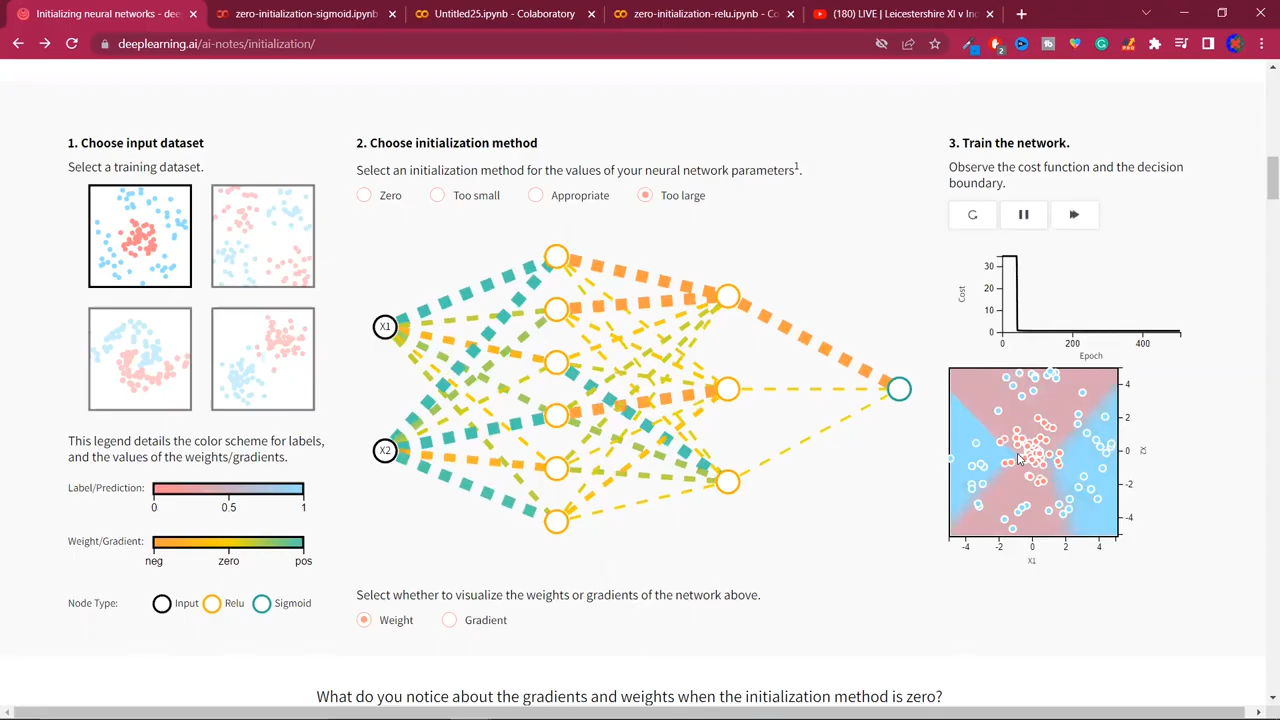 Initializing neural networks - dee
zero-initialization-sigmoid.ipynb
Untitled25.ipynb - Colaboratory
zero-initialization-relu.ipynb - Co
(180) LIVE | Leicestershire XI v Ind
deeplearning.ai/ai-notes/initialization/
1. Choose input dataset
Select a training dataset.
This legend details the color scheme for labels,
and the values of the weights/gradients.
Label/Prediction:
0 0.5 1
Weight/Gradient:
neg zero pos
Node Type: Input Relu Sigmoid
2. Choose initialization method
Select an initialization method for the values of your neural network parameters1.
Zero Too small Appropriate Too large
X1
X2
Select whether to visualize the weights or gradients of the network above.
Weight Gradient
3. Train the network.
Observe the cost function and the decision
boundary.
30
20
10
0
Cost
0 200 400
Epoch
4
2
0
-2
-4
X2
-4 -2 0 2 4
X1
What do you notice about the gradients and weights when the initialization method is zero?